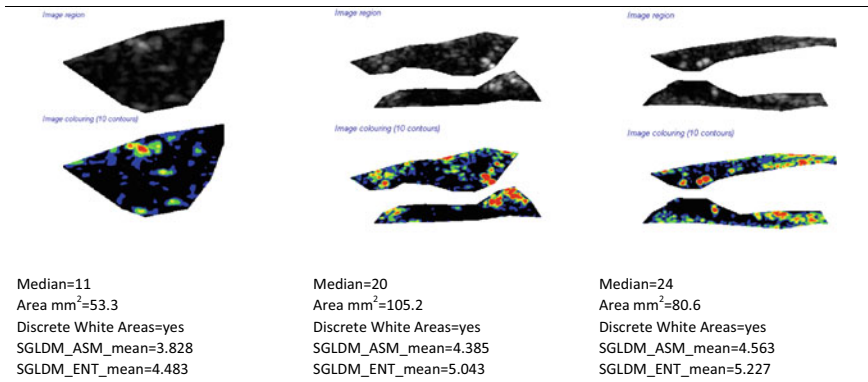 Image region
Image colouring (10 contours)
Median=11
Area mm²=53.3
Discrete White Areas=yes
SGLDM_ASM_mean=3.828
SGLDM_ENT_mean=4.483
Image region
Image colouring (10 contours)
Median=20
Area mm²=105.2
Discrete White Areas=yes
SGLDM_ASM_mean=4.385
SGLDM_ENT_mean=5.043
Image region
Image colouring (10 contours)
Median=24
Area mm²=80.6
Discrete White Areas=yes
SGLDM_ASM_mean=4.563
SGLDM_ENT_mean=5.227